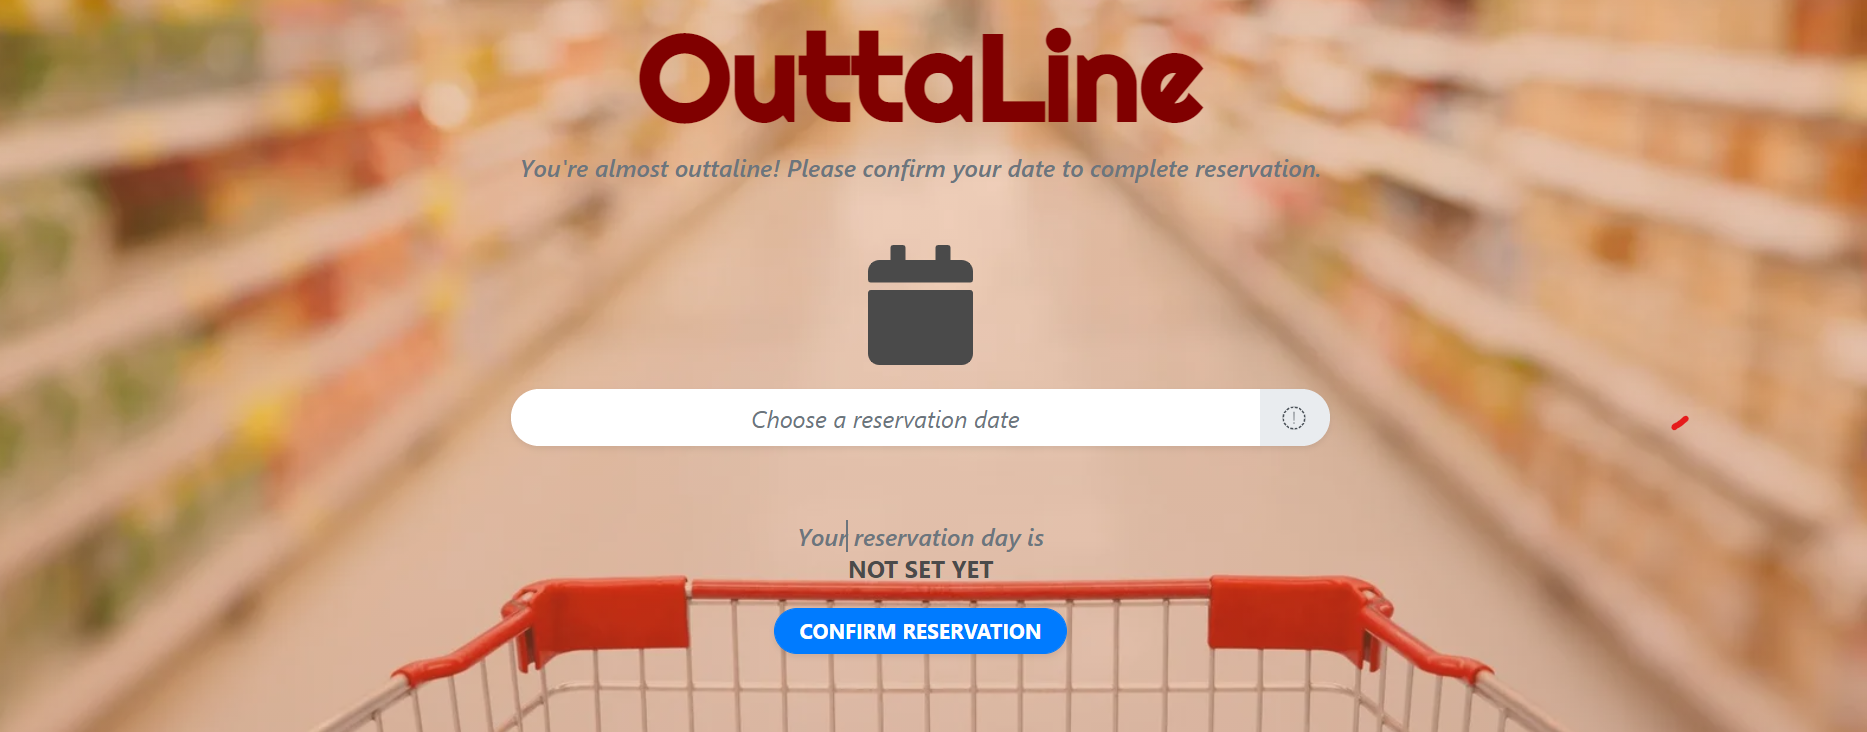 OuttaLine
You're almost outtaline! Please confirm your date to complete reservation.
Choose a reservation date
Your reservation day is
NOT SET YET
CONFIRM RESERVATION